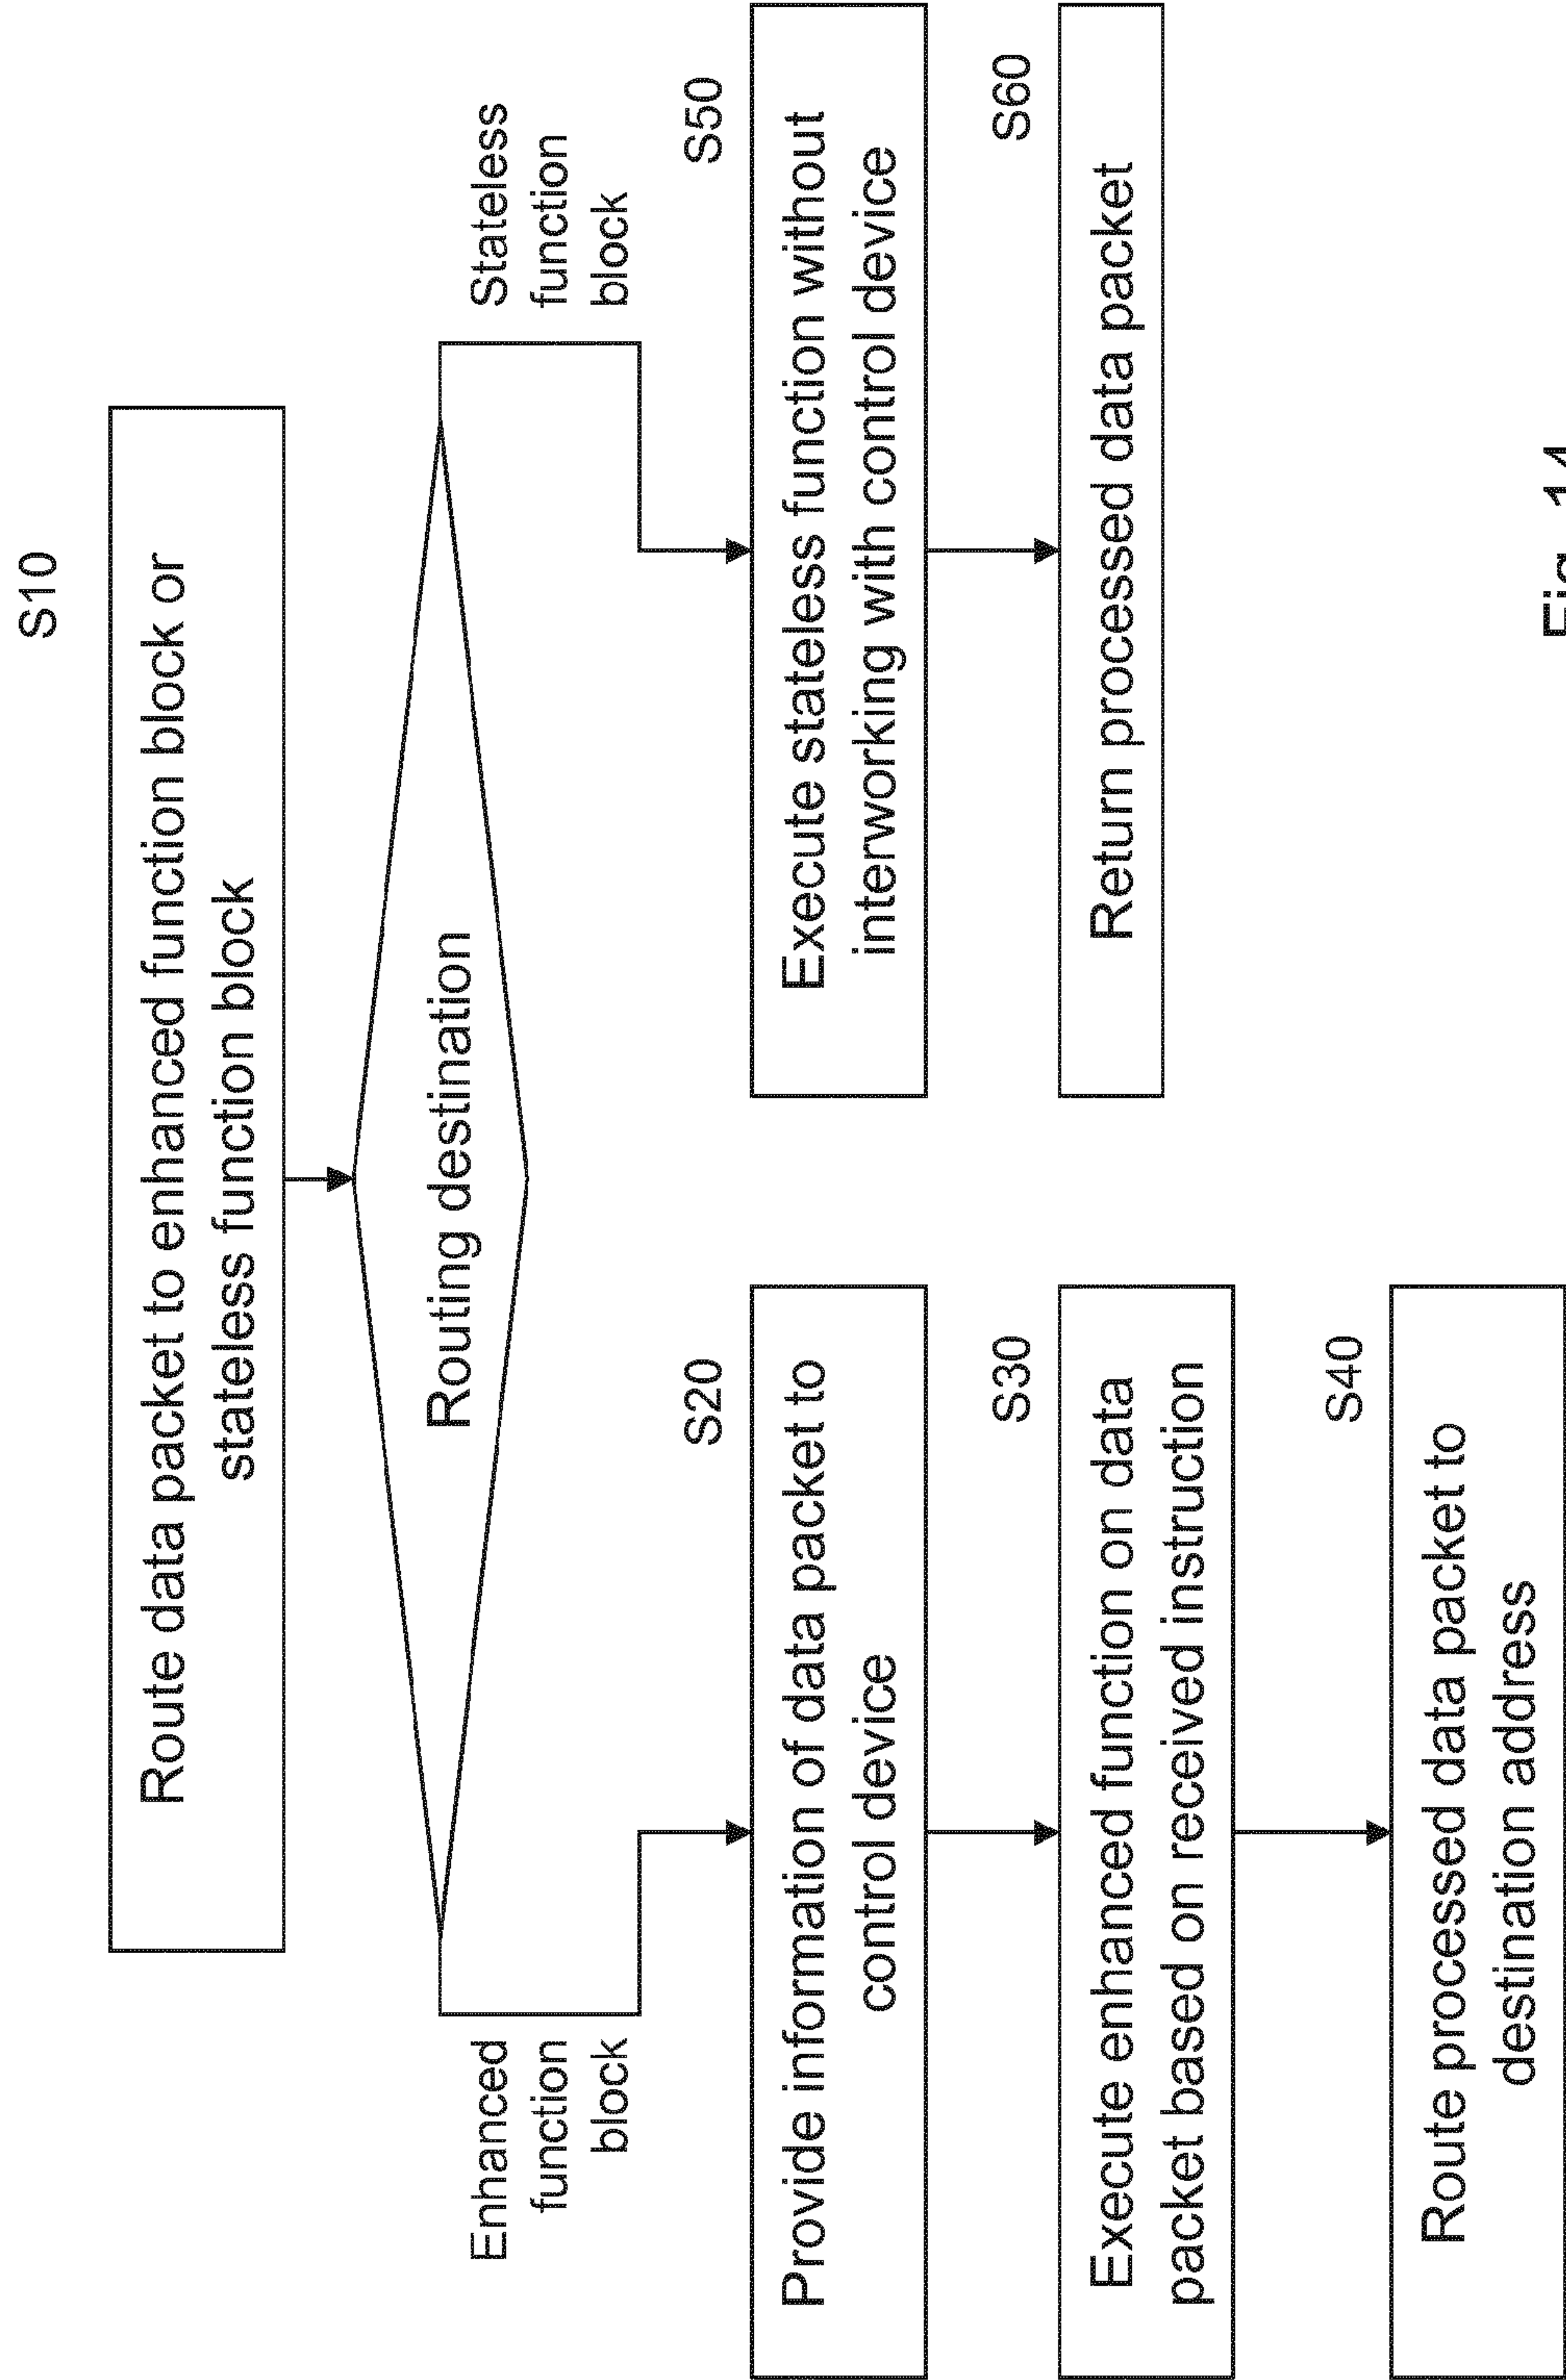 S10
Route data packet to enhanced function block or
stateless function block
Routing destination
Enhanced
function
block
Stateless
function
block
S20
Provide information of data packet to
control device
S30
Execute enhanced function on data
packet based on received instruction
S40
Route processed data packet to
destination address
S50
Execute stateless function without
interworking with control device
S60
Return processed data packet
Fig. 14